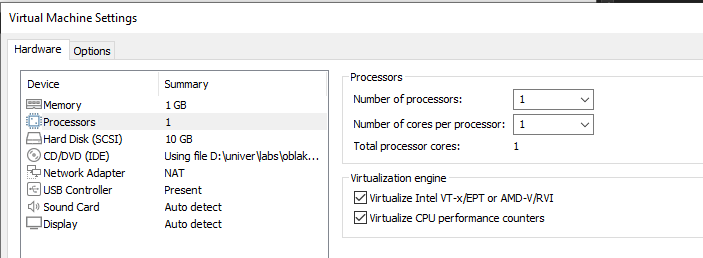 Virtual Machine Settings
Hardware Options
Device Summary
Memory 1 GB
Processors 1
Hard Disk (SCSI) 10 GB
CD/DVD (IDE) Using file D:\univer\labs\oblak...
Network Adapter NAT
USB Controller Present
Sound Card Auto detect
Display Auto detect
Processors
Number of processors: 1
Number of cores per processor: 1
Total processor cores: 1
Virtualization engine
Virtualize Intel VT-x/EPT or AMD-V/RVI
Virtualize CPU performance counters